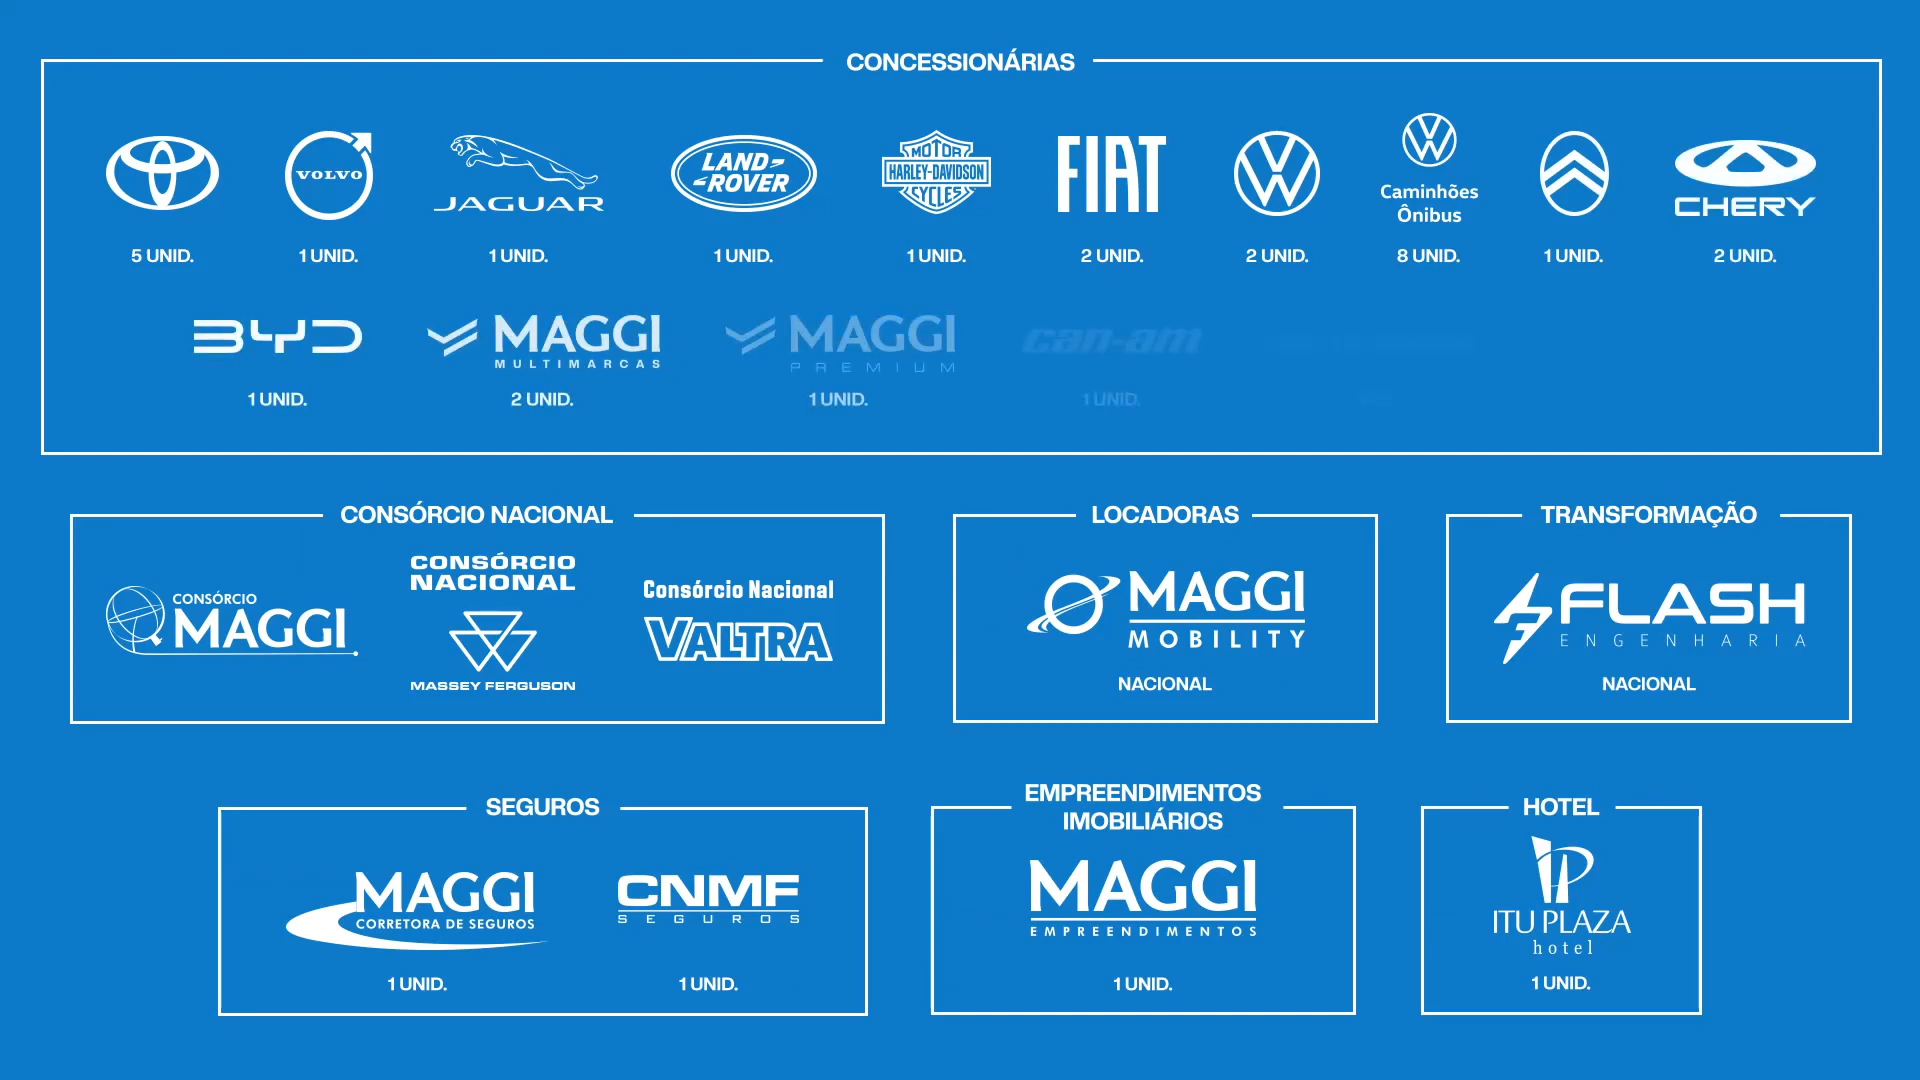 CONCESSIONÁRIAS
VOLVO
JAGUAR
LAND-
-ROVER
MOTOR
HARLEY-DAVIDSON
CYCLES
FIAT
Caminhões
Ônibus
CHERY
5 UNID.
1 UNID.
1 UNID.
1 UNID.
1 UNID.
2 UNID.
2 UNID.
8 UNID.
1 UNID.
2 UNID.
BYD
MAGGI
MULTIMARCAS
MAGGI
PREMIUM
can-am
1 UNID.
2 UNID.
1 UNID.
1 UNID.
CONSÓRCIO NACIONAL
CONSÓRCIO
MAGGI
CONSÓRCIO
NACIONAL
MASSEY FERGUSON
Consórcio Nacional
VALTRA
LOCADORAS
MAGGI
MOBILITY
NACIONAL
TRANSFORMAÇÃO
FLASH
ENGENHARIA
NACIONAL
SEGUROS
MAGGI
CORRETORA DE SEGUROS
1 UNID.
CNMF
SEGUROS
1 UNID.
EMPREENDIMENTOS
IMOBILIÁRIOS
MAGGI
EMPREENDIMENTOS
1 UNID.
HOTEL
ITU PLAZA
hotel
1 UNID.